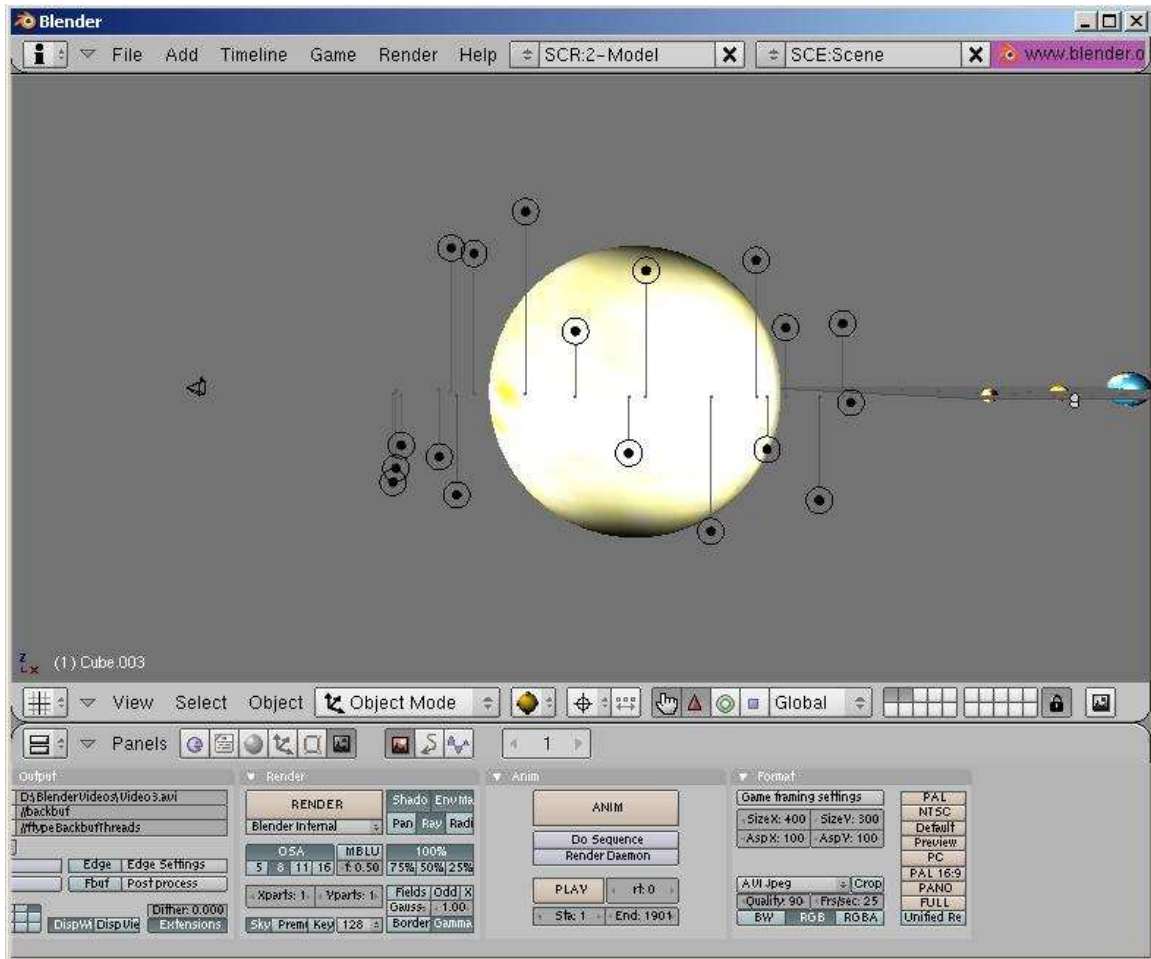 Blender
File Add Timeline Game Render Help SCR:2-Model SCE:Scene www.blender.o
z x (1) Cube.003
View Select Object Object Mode Global
Panels 1
Output Render Anim Format
D:\BlenderVideos\Video3.avi
//backbuf
//ftypeBackbufThreads
Edge Edge Settings
Fbuf Postprocess
Dither: 0.000
DispWi DispVie Extensions
RENDER
Blender Internal
Shado EnvMa
Pan Ray Radi
OSA MBLU 100%
5 8 11 16 f: 0.50 75% 50% 25%
Xparts: 1 Yparts: 1 Fields Odd X
Gauss: 1.00
Sky Premu Key 128 Border Gamma
ANIM
Do Sequence
Render Daemon
PLAY rt: 0
Sta: 1 End: 1901
Game framing settings
SizeX: 400 SizeY: 300
AspX: 100 AspY: 100
AVI Jpeg Crop
Quality: 90 Frs/sec: 25
BW RGB RGBA
PAL
NTSC
Default
Preview
PC
PAL 16:9
PANO
FULL
Unified Re